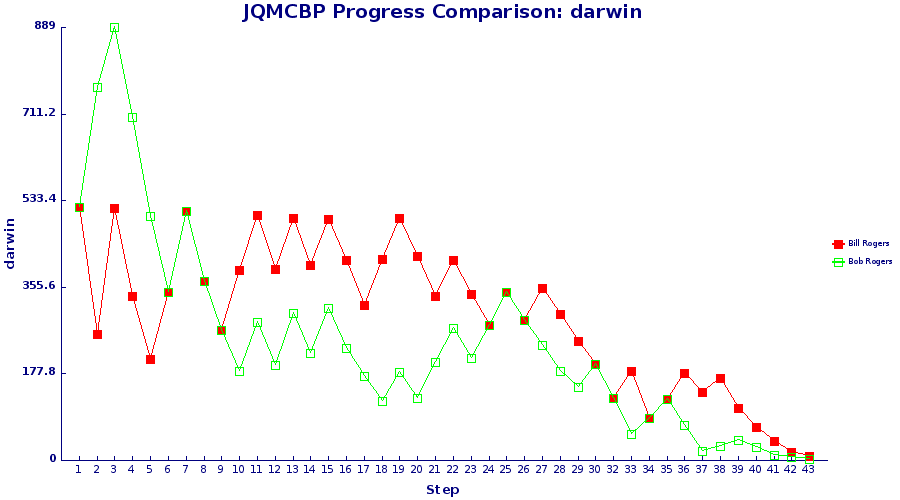 JQMCBP Progress Comparison: darwin
889
711.2
533.4
355.6
177.8
0
darwin
1 2 3 4 5 6 7 8 9 10 11 12 13 14 15 16 17 18 19 20 21 22 23 24 25 26 27 28 29 30 32 33 34 35 36 37 38 39 40 41 42 43
Step
Bill Rogers
Bob Rogers